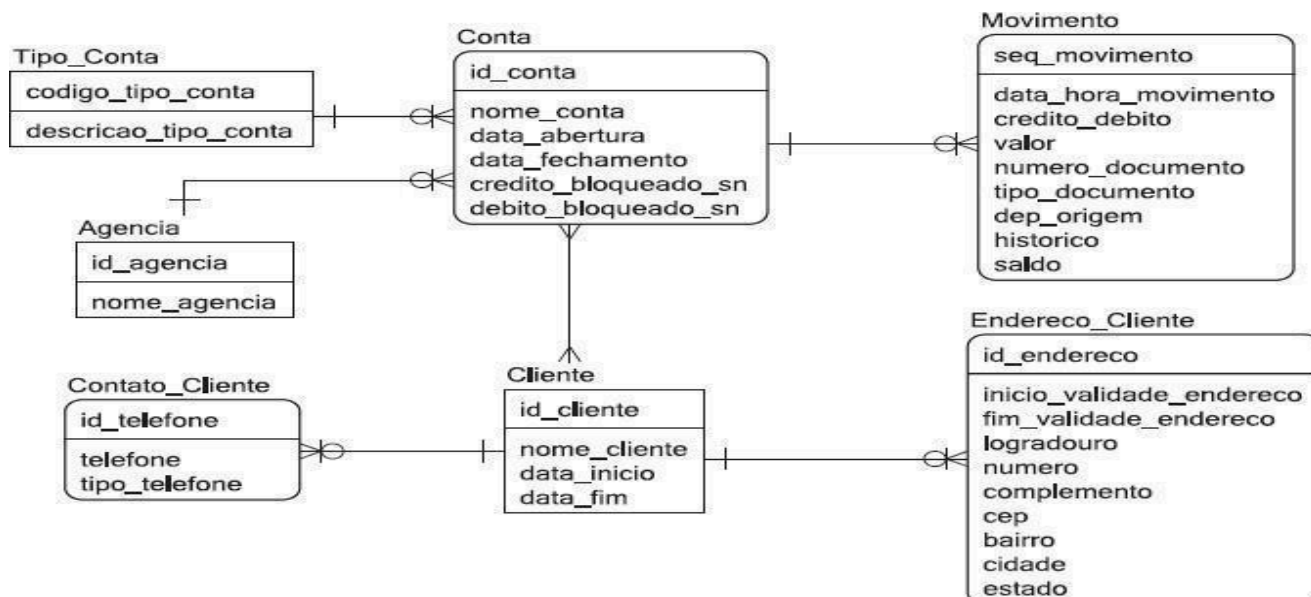 Tipo_Conta
codigo_tipo_conta
descricao_tipo_conta
Conta
id_conta
nome_conta
data_abertura
data_fechamento
credito_bloqueado_sn
debito_bloqueado_sn
Movimento
seq_movimento
data_hora_movimento
credito_debito
valor
numero_documento
tipo_documento
dep_origem
historico
saldo
Agencia
id_agencia
nome_agencia
Contato_Cliente
id_telefone
telefone
tipo_telefone
Cliente
id_cliente
nome_cliente
data_inicio
data_fim
Endereco_Cliente
id_endereco
inicio_validade_endereco
fim_validade_endereco
logradouro
numero
complemento
cep
bairro
cidade
estado